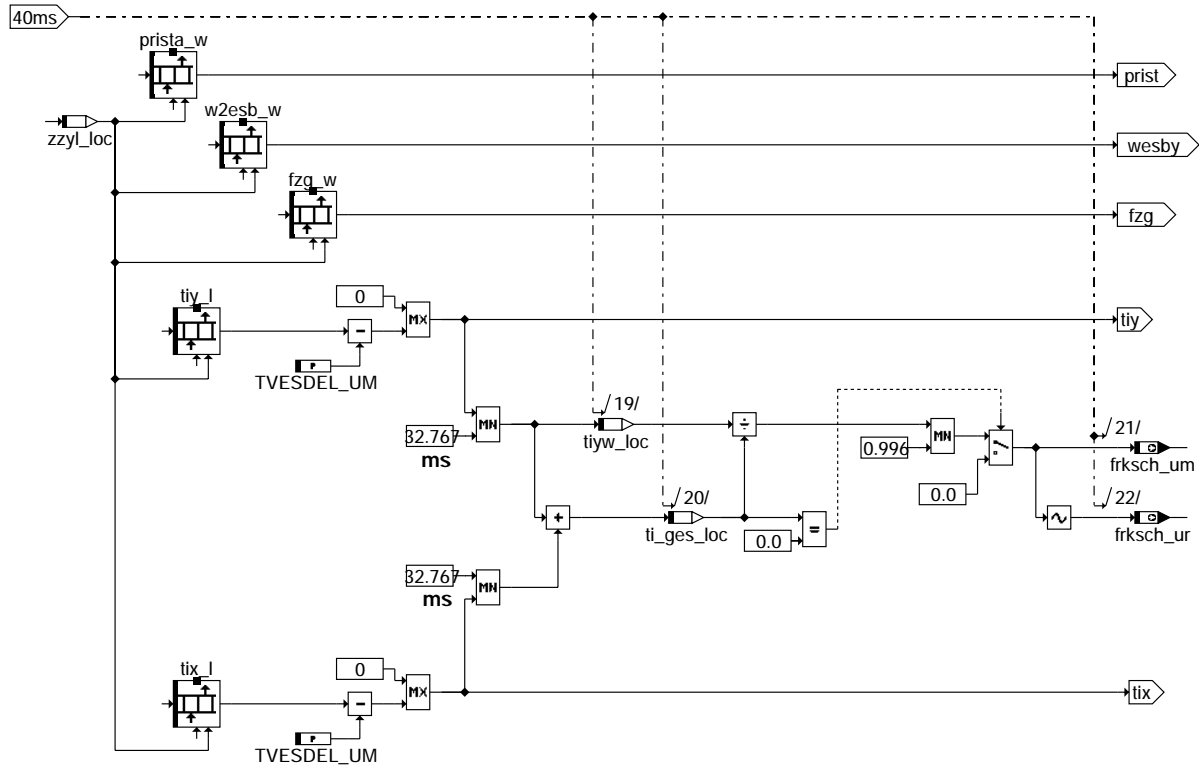 40ms
prista_w
prist
zzyl_loc
w2esb_w
wesby
fzg_w
fzg
tiy_l
0
MX
-
P
TVESDEL_UM
tiy
32.767
ms
MN
/ 19/
tiyw_loc
÷
0.996
MN
/ 21/
frksch_um
+
/ 20/
ti_ges_loc
0.0
=
0.0
/ 22/
frksch_ur
32.767
ms
MN
tix_l
0
MX
-
P
TVESDEL_UM
tix